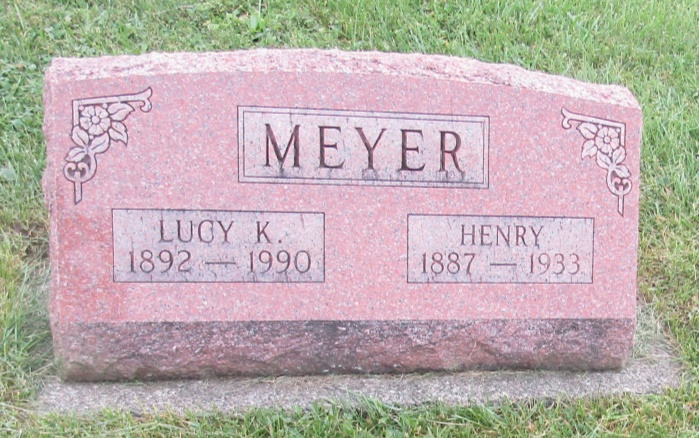 MEYER
LUCY K.
1892 — 1990
HENRY
1887 — 1933